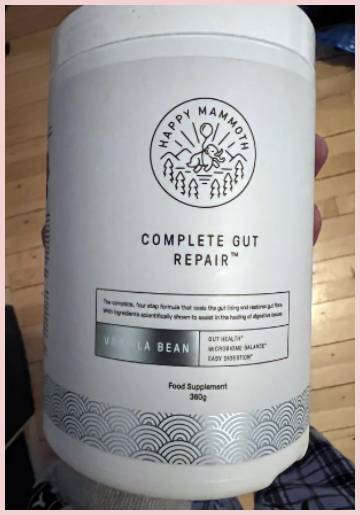 HAPPY MAMMOTH
COMPLETE GUT
REPAIR™
The complete, four step formula that seals the gut lining and restores gut flora.
With ingredients scientifically shown to assist in the healing of digestive issues.
VANILLA BEAN
GUT HEALTH*
MICROBIOME BALANCE*
EASY DIGESTION*
Food Supplement
360g